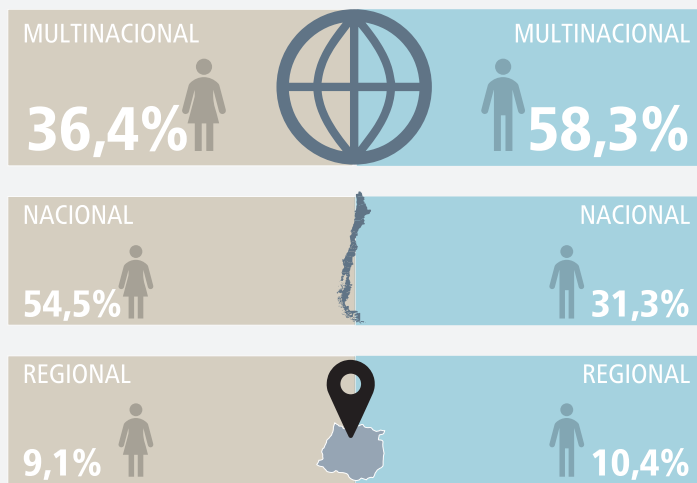 MULTINACIONAL
36,4%
MULTINACIONAL
58,3%
NACIONAL
54,5%
NACIONAL
31,3%
REGIONAL
9,1%
REGIONAL
10,4%